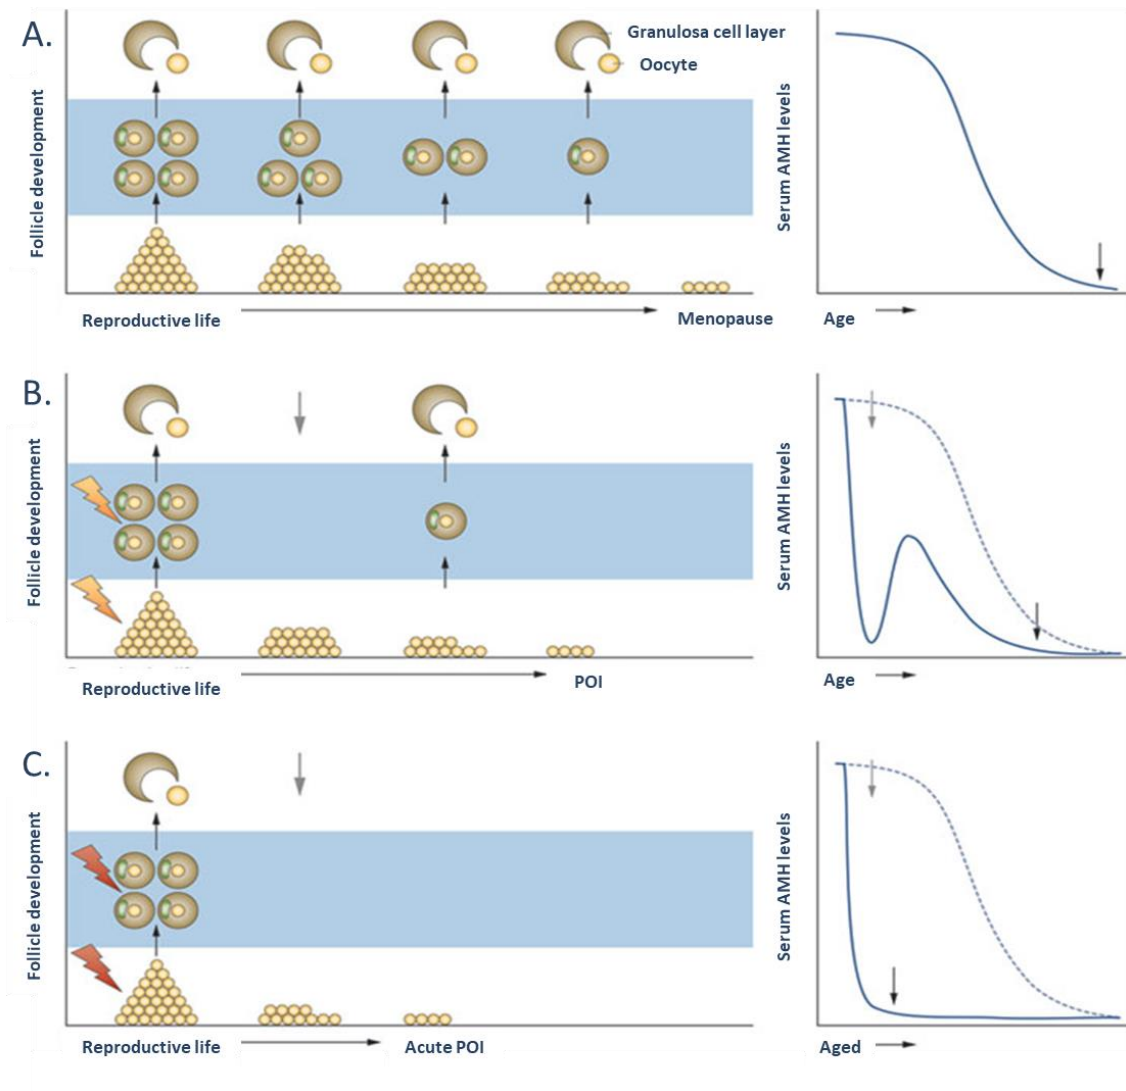 A.
Granulosa cell layer
Oocyte
Follicle development
Serum AMH levels
Reproductive life
Menopause
Age
B.
Follicle development
Serum AMH levels
Reproductive life
POI
Age
C.
Follicle development
Serum AMH levels
Reproductive life
Acute POI
Aged